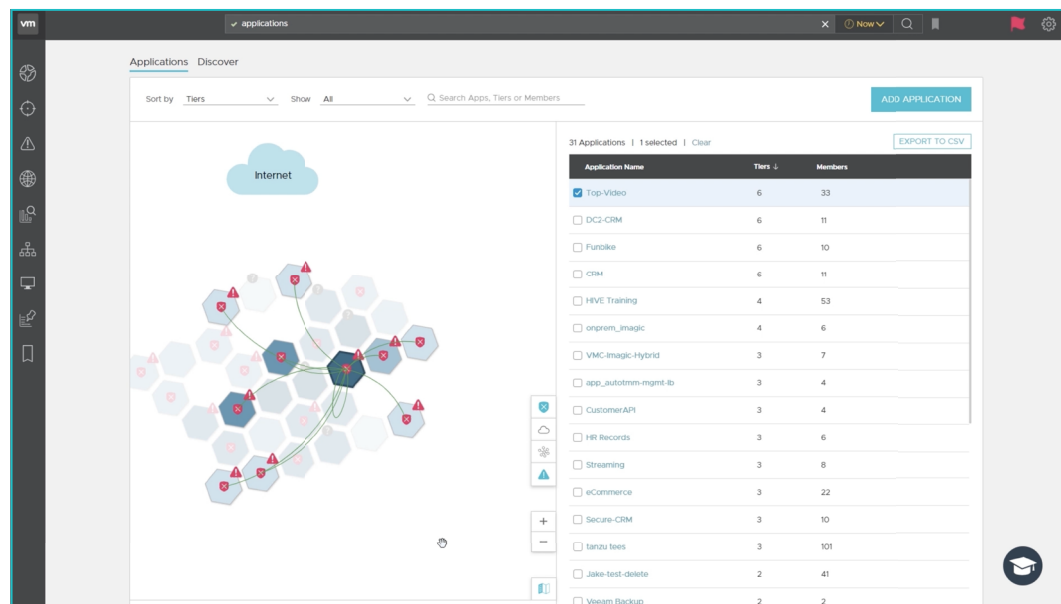 vm
applications
Now
Applications Discover
Sort by Tiers Show All Search Apps, Tiers or Members ADD APPLICATION
Internet
31 Applications | 1 selected | Clear EXPORT TO CSV
Application Name Tiers ↓ Members
Top-Video 6 33
DC2-CRM 6 11
Funbike 6 10
CRM 6 11
HIVE Training 4 53
onprem_imagic 4 6
VMC-Imagic-Hybrid 3 7
app_autotmm-mgmt-lb 3 4
CustomerAPI 3 4
HR Records 3 6
Streaming 3 8
eCommerce 3 22
Secure-CRM 3 10
tanzu tees 3 101
Jake-test-delete 2 41
Veeam Backup 2 2